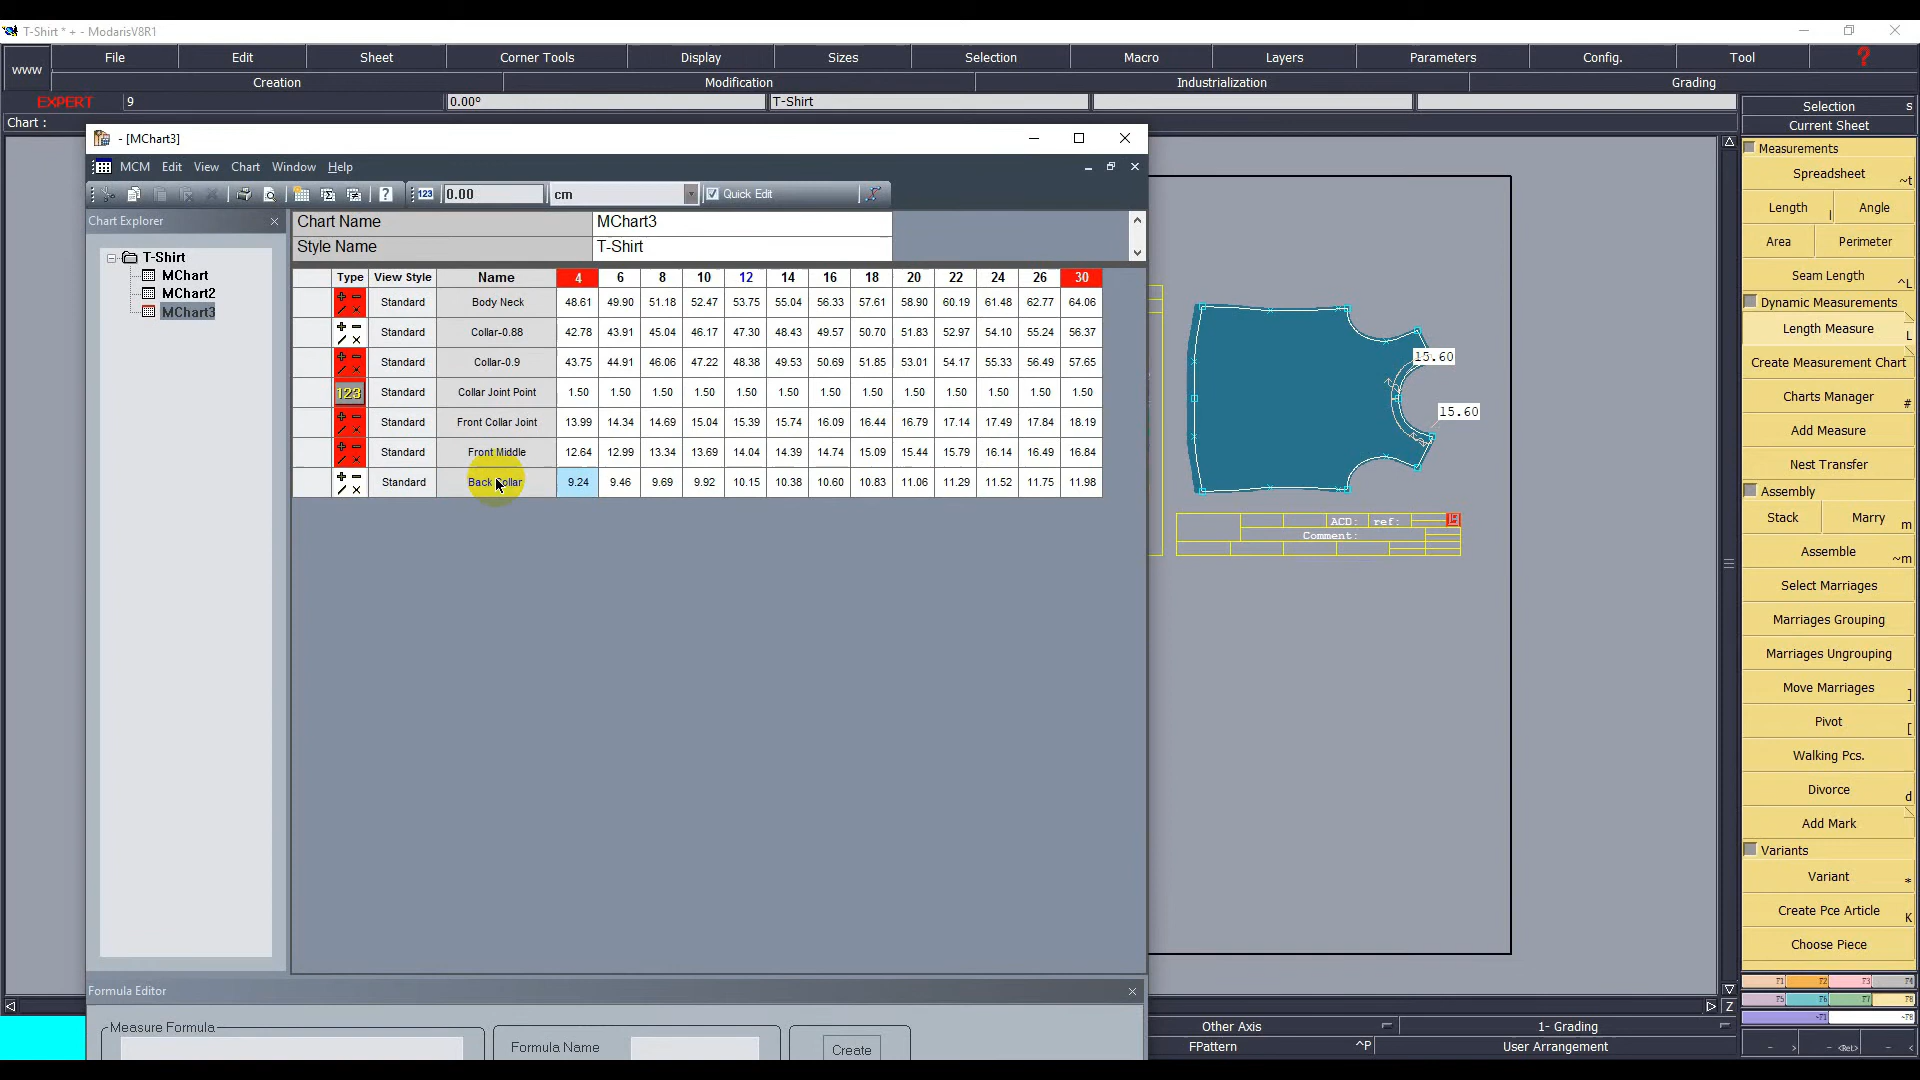 T-Shirt * + - ModarisV8R1
www File Edit Sheet Corner Tools Display Sizes Selection Macro Layers Parameters Config. Tool ?
Creation Modification Industrialization Grading
EXPERT 9 0.00° T-Shirt
Chart :
- [MChart3]
MCM Edit View Chart Window Help
123 0.00 cm Quick Edit
Chart Explorer
T-Shirt
MChart
MChart2
MChart3
Chart Name MChart3
Style Name T-Shirt
Type View Style Name 4 6 8 10 12 14 16 18 20 22 24 26 30
Standard Body Neck 48.61 49.90 51.18 52.47 53.75 55.04 56.33 57.61 58.90 60.19 61.48 62.77 64.06
Standard Collar-0.88 42.78 43.91 45.04 46.17 47.30 48.43 49.57 50.70 51.83 52.97 54.10 55.24 56.37
Standard Collar-0.9 43.75 44.91 46.06 47.22 48.38 49.53 50.69 51.85 53.01 54.17 55.33 56.49 57.65
123 Standard Collar Joint Point 1.50 1.50 1.50 1.50 1.50 1.50 1.50 1.50 1.50 1.50 1.50 1.50 1.50
Standard Front Collar Joint 13.99 14.34 14.69 15.04 15.39 15.74 16.09 16.44 16.79 17.14 17.49 17.84 18.19
Standard Front Middle 12.64 12.99 13.34 13.69 14.04 14.39 14.74 15.09 15.44 15.79 16.14 16.49 16.84
Standard Back Collar 9.24 9.46 9.69 9.92 10.15 10.38 10.60 10.83 11.06 11.29 11.52 11.75 11.98
Formula Editor
Measure Formula
Formula Name
Create
15.60
15.60
ACD: ref:
Comment:
Selection s
Current Sheet
Measurements
Spreadsheet ~t
Length l Angle
Area Perimeter
Seam Length ^L
Dynamic Measurements
Length Measure L
Create Measurement Chart
Charts Manager #
Add Measure
Nest Transfer
Assembly
Stack Marry m
Assemble ~m
Select Marriages
Marriages Grouping
Marriages Ungrouping
Move Marriages ]
Pivot [
Walking Pcs.
Divorce d
Add Mark
Variants
Variant *
Create Pce Article K
Choose Piece
F1 F2 F3 F4
F5 F6 F7 F8
~F1 ~F8
Z
Other Axis 1- Grading
FPattern ^P User Arrangement